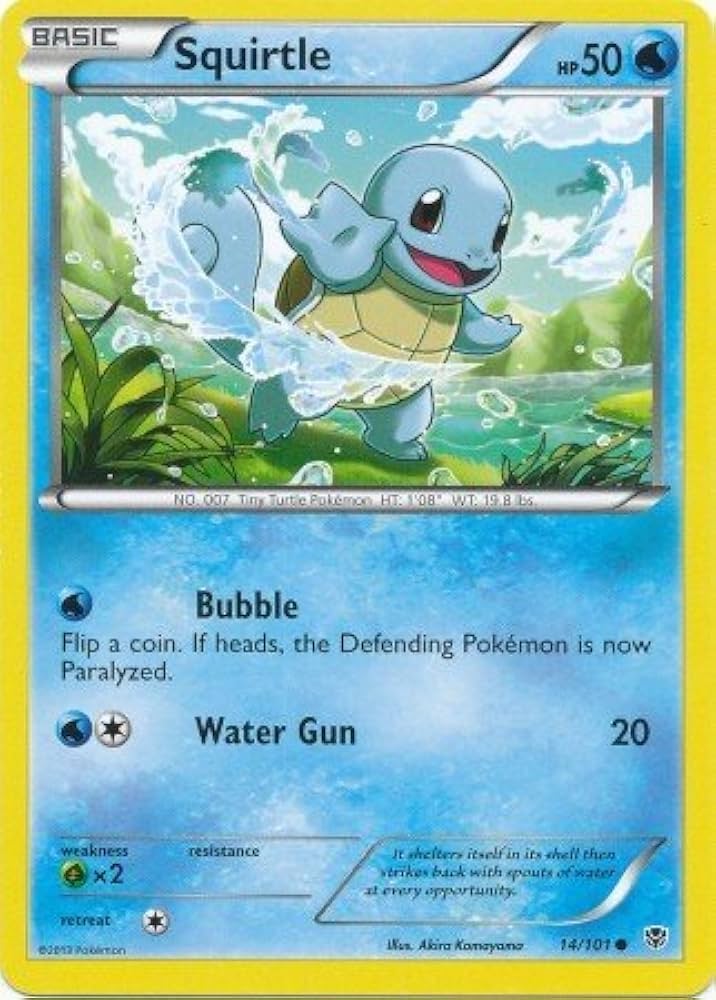 BASIC
Squirtle
HP50
NO. 007 Tiny Turtle Pokémon HT: 1'08" WT: 19.8 lbs.
Bubble
Flip a coin. If heads, the Defending Pokémon is now
Paralyzed.
Water Gun 20
weakness resistance
×2
It shelters itself in its shell then
strikes back with spouts of water
at every opportunity.
retreat
©2013 Pokémon
Illus. Akira Komayama
14/101